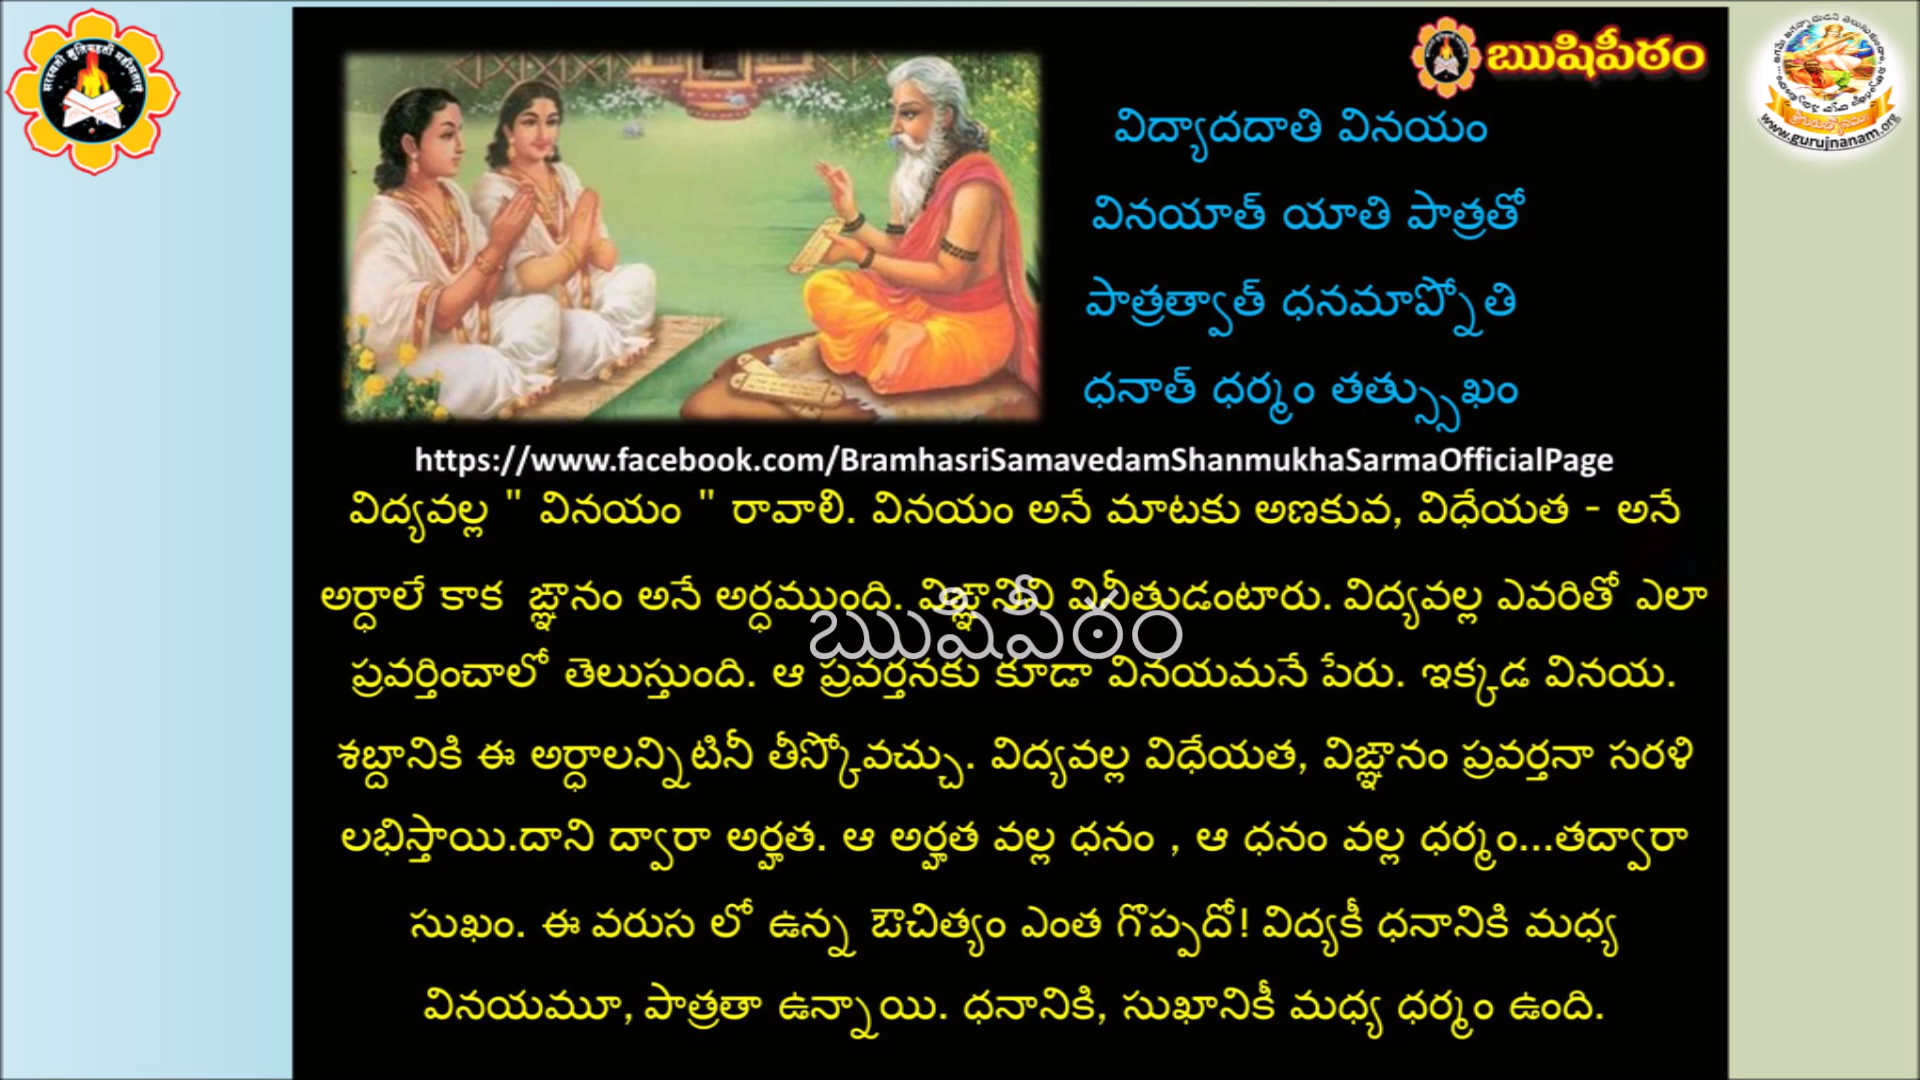 ఋషిపీఠం
విద్యాదదాతి వినయం
వినయాత్ యాతి పాత్రతో
పాత్రత్వాత్ ధనమాప్నోతి
ధనాత్ ధర్మం తత్స్సుఖం
https://www.facebook.com/BramhasriSamavedamShanmukhaSarmaOfficialPage
విద్యవల్ల " వినయం " రావాలి. వినయం అనే మాటకు అణకువ, విధేయత - అనే
అర్ధాలే కాక జ్ఞానం అనే అర్ధముంది. విజ్ఞానిని వినీతుడంటారు. విద్యవల్ల ఎవరితో ఎలా
ఋషిపీఠం
ప్రవర్తించాలో తెలుస్తుంది. ఆ ప్రవర్తనకు కూడా వినయమనే పేరు. ఇక్కడ వినయ.
శబ్దానికి ఈ అర్ధాలన్నిటినీ తీస్కోవచ్చు. విద్యవల్ల విధేయత, విజ్ఞానం ప్రవర్తనా సరళి
లభిస్తాయి.దాని ద్వారా అర్హత. ఆ అర్హత వల్ల ధనం , ఆ ధనం వల్ల ధర్మం...తద్వారా
సుఖం. ఈ వరుస లో ఉన్న ఔచిత్యం ఎంత గొప్పదో! విద్యకీ ధనానికి మధ్య
వినయమూ, పాత్రతా ఉన్నాయి. ధనానికి, సుఖానికీ మధ్య ధర్మం ఉంది.
www.gurujnanam.org